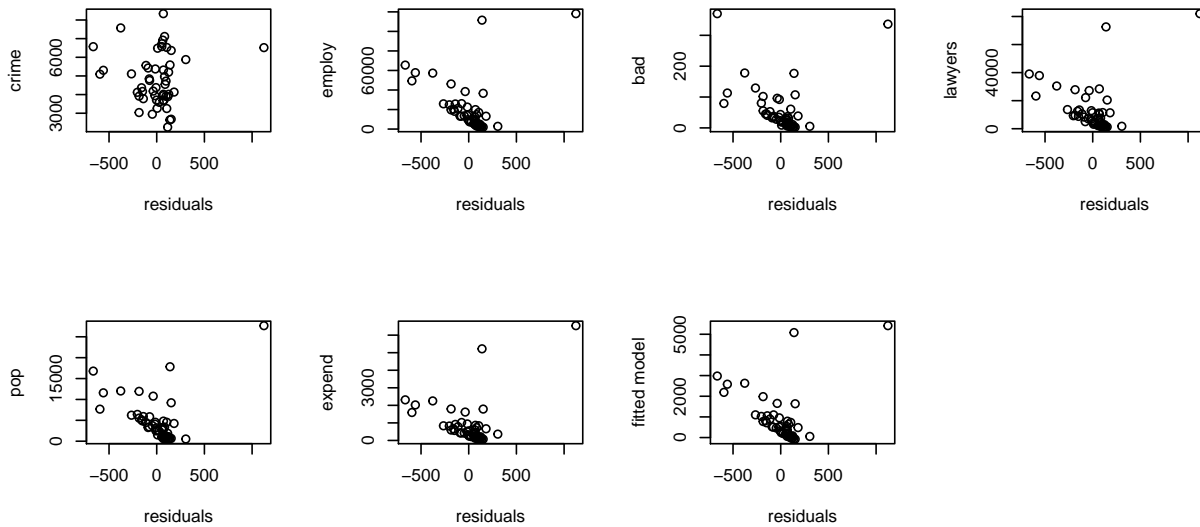 crime
3000 6000
−500 0 500
residuals
employ
0 60000
−500 0 500
residuals
bad
0 200
−500 0 500
residuals
lawyers
0 40000
−500 0 500
residuals
pop
0 15000
−500 0 500
residuals
expend
0 3000
−500 0 500
residuals
fitted model
0 2000 5000
−500 0 500
residuals